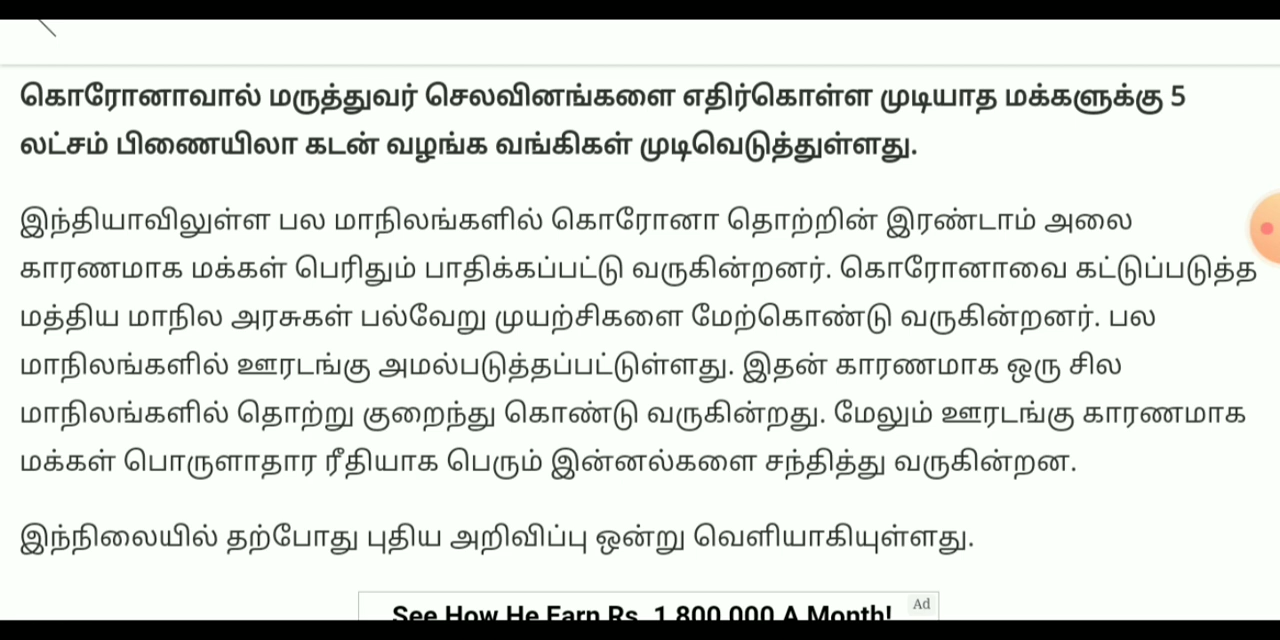 கொரோனாவால் மருத்துவர் செலவினங்களை எதிர்கொள்ள முடியாத மக்களுக்கு 5
லட்சம் பிணையிலா கடன் வழங்க வங்கிகள் முடிவெடுத்துள்ளது.
இந்தியாவிலுள்ள பல மாநிலங்களில் கொரோனா தொற்றின் இரண்டாம் அலை
காரணமாக மக்கள் பெரிதும் பாதிக்கப்பட்டு வருகின்றனர். கொரோனாவை கட்டுப்படுத்த
மத்திய மாநில அரசுகள் பல்வேறு முயற்சிகளை மேற்கொண்டு வருகின்றனர். பல
மாநிலங்களில் ஊரடங்கு அமல்படுத்தப்பட்டுள்ளது. இதன் காரணமாக ஒரு சில
மாநிலங்களில் தொற்று குறைந்து கொண்டு வருகின்றது. மேலும் ஊரடங்கு காரணமாக
மக்கள் பொருளாதார ரீதியாக பெரும் இன்னல்களை சந்தித்து வருகின்றன.
இந்நிலையில் தற்போது புதிய அறிவிப்பு ஒன்று வெளியாகியுள்ளது.
Ad
See How He Earn Rs. 1,800,000 A Month!